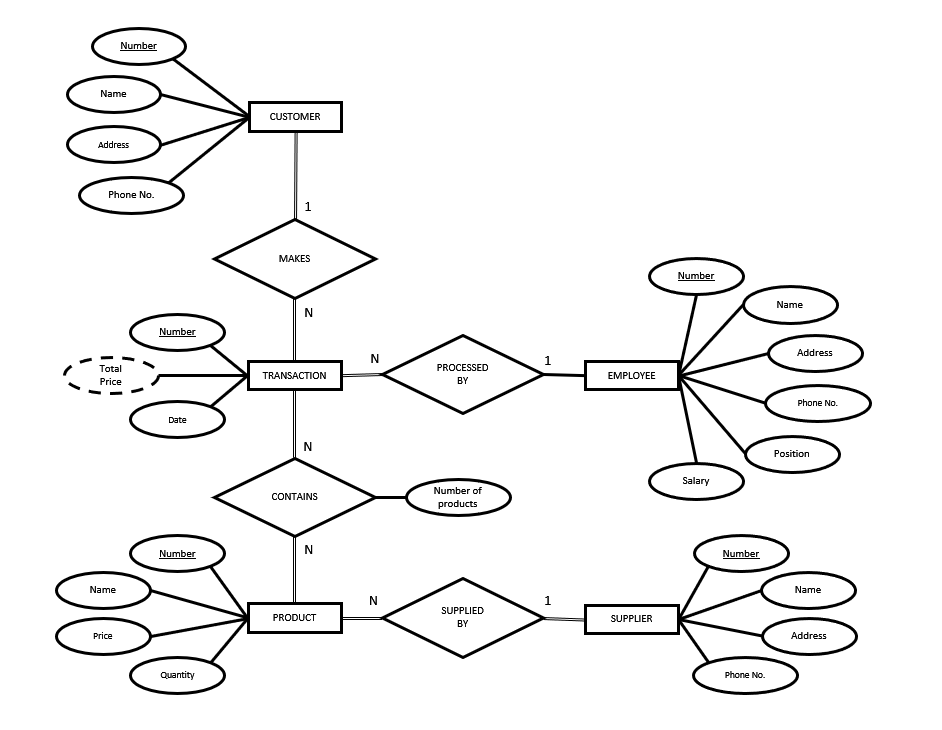 Number
Name
CUSTOMER
Address
Phone No.
1
MAKES
Number
Name
N
Number
Total
Price
N
PROCESSED
BY
1
Address
TRANSACTION
EMPLOYEE
Date
Phone No.
N
Position
Salary
CONTAINS
Number of
products
N
Number
Number
Name
Name
N
SUPPLIED
BY
1
PRODUCT
SUPPLIER
Price
Address
Quantity
Phone No.